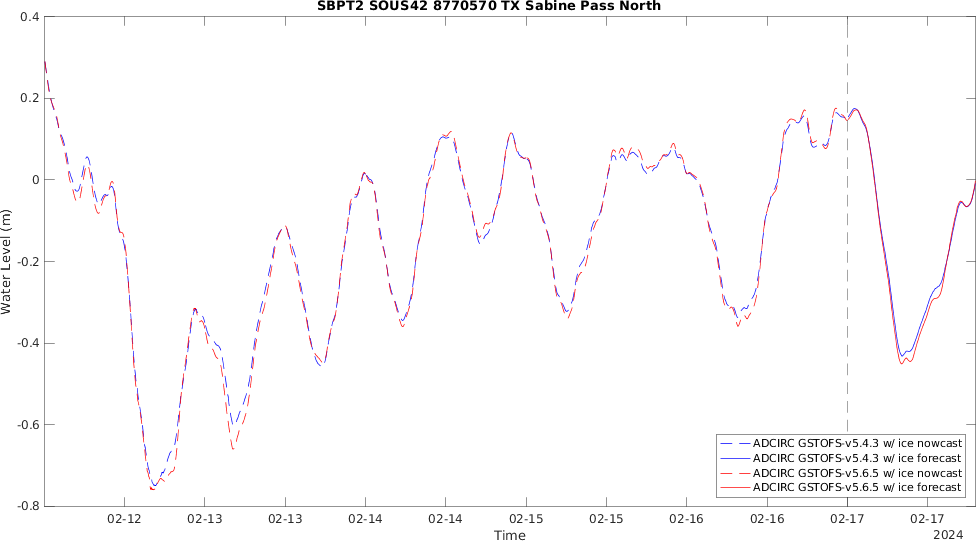 SBPT2 SOUS42 8770570 TX Sabine Pass North
0.4
0.2
0
-0.2
-0.4
-0.6
-0.8
Water Level (m)
ADCIRC GSTOFS-v5.4.3 w/ ice nowcast
ADCIRC GSTOFS-v5.4.3 w/ ice forecast
ADCIRC GSTOFS-v5.6.5 w/ ice nowcast
ADCIRC GSTOFS-v5.6.5 w/ ice forecast
02-12 02-13 02-13 02-14 02-14 02-15 02-15 02-16 02-16 02-17 02-17
Time
2024